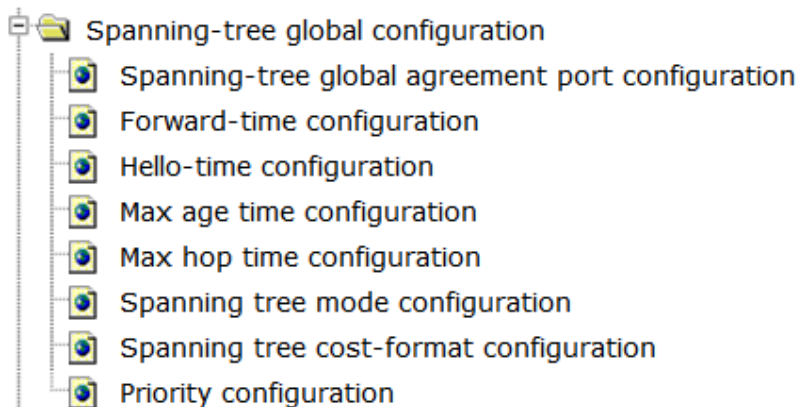 Spanning-tree global configuration
Spanning-tree global agreement port configuration
Forward-time configuration
Hello-time configuration
Max age time configuration
Max hop time configuration
Spanning tree mode configuration
Spanning tree cost-format configuration
Priority configuration